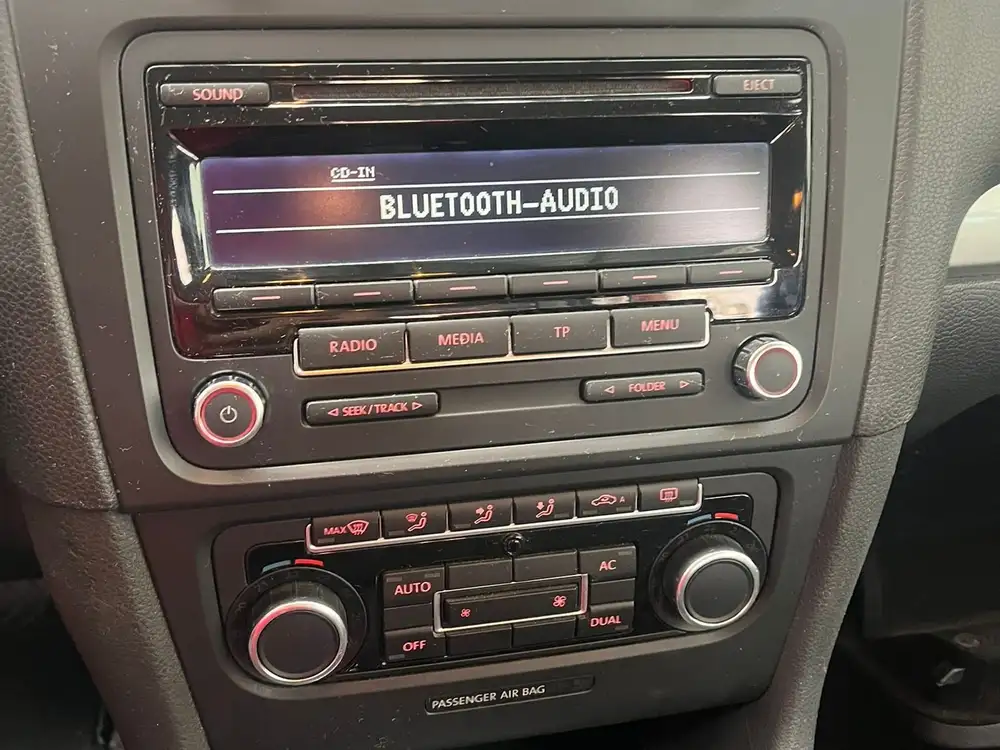 SOUND
EJECT
CD-IN
BLUETOOTH-AUDIO
RADIO
MEDIA
TP
MENU
SEEK/TRACK
FOLDER
MAX
A
AUTO
AC
OFF
DUAL
PASSENGER AIR BAG